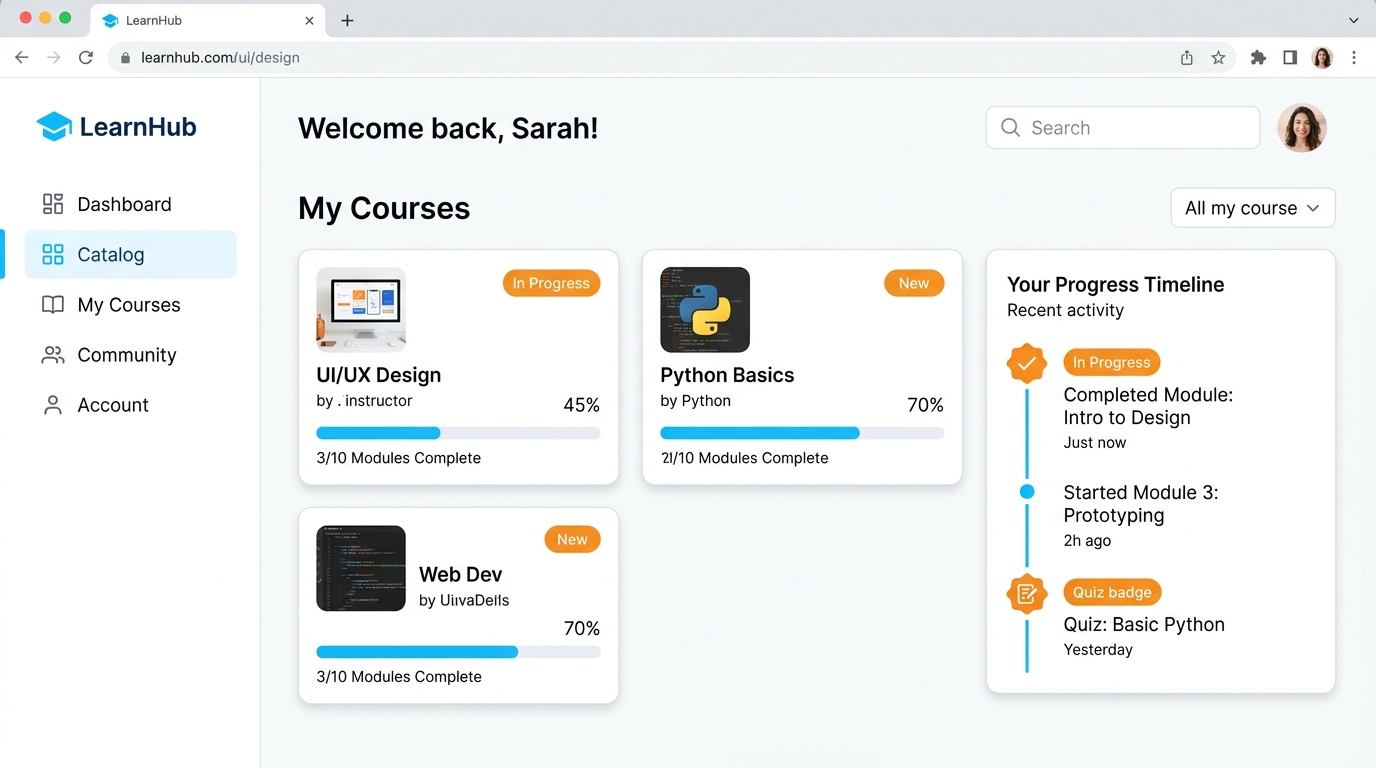 LearnHub
learnhub.com/ui/design
LearnHub
Dashboard
Catalog
My Courses
Community
Account
Welcome back, Sarah!
Search
My Courses
All my course
In Progress
UI/UX Design
by . instructor
45%
3/10 Modules Complete
New
Python Basics
by Python
70%
/10 Modules Complete
New
Web Dev
by
70%
3/10 Modules Complete
Your Progress Timeline
Recent activity
In Progress
Completed Module:
Intro to Design
Just now
Started Module 3:
Prototyping
2h ago
Quiz badge
Quiz: Basic Python
Yesterday